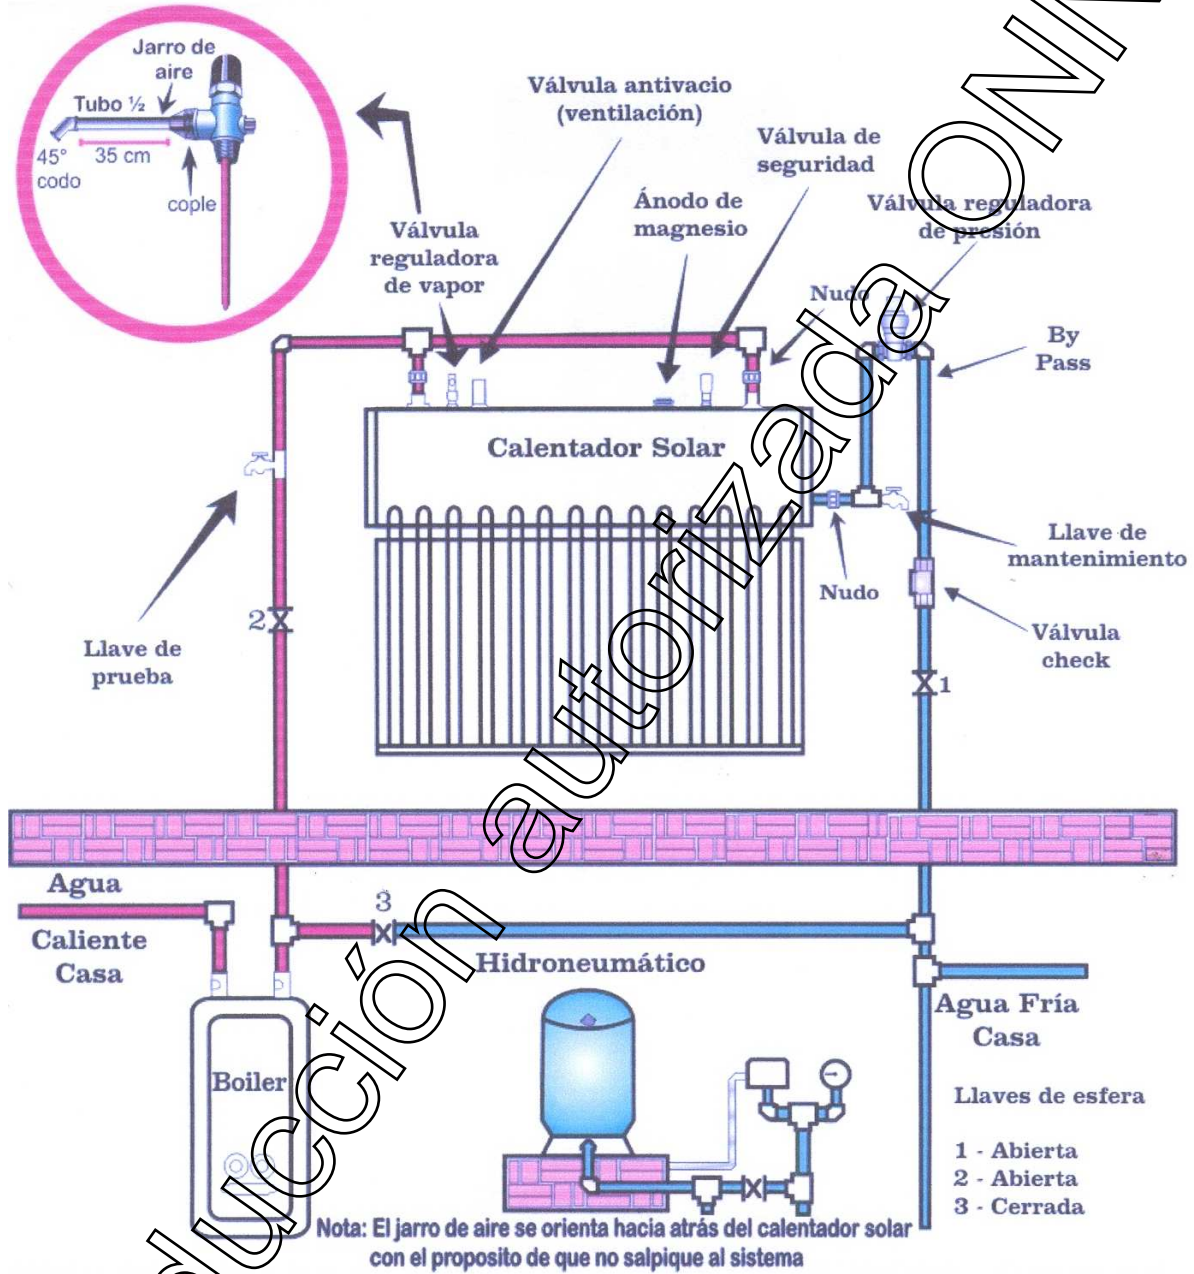 Jarro de
aire
Tubo ½
35 cm
45°
codo
cople
Válvula antivacio
(ventilación)
Válvula de
seguridad
Ánodo de
magnesio
Válvula reguladora
de presión
Válvula
reguladora
de vapor
Nudo
By
Pass
Calentador Solar
Llave de
mantenimiento
Nudo
Válvula
check
1
2
Llave de
prueba
Agua
Caliente
Casa
3
Hidroneumático
Agua Fría
Casa
Boiler
Llaves de esfera
1 - Abierta
2 - Abierta
3 - Cerrada
Nota: El jarro de aire se orienta hacia atrás del calentador solar
con el proposito de que no salpique al sistema
autorizada